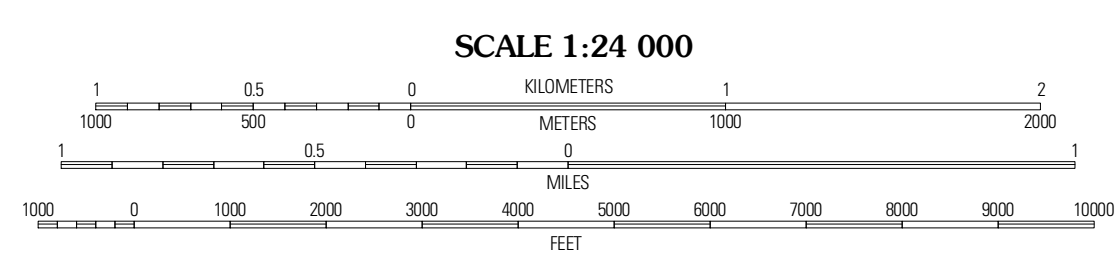 SCALE 1:24 000
1 0.5 0 KILOMETERS 1 2
1000 500 0 METERS 1000 2000
1 0.5 0 1
MILES
1000 0 1000 2000 3000 4000 5000 6000 7000 8000 9000 10000
FEET